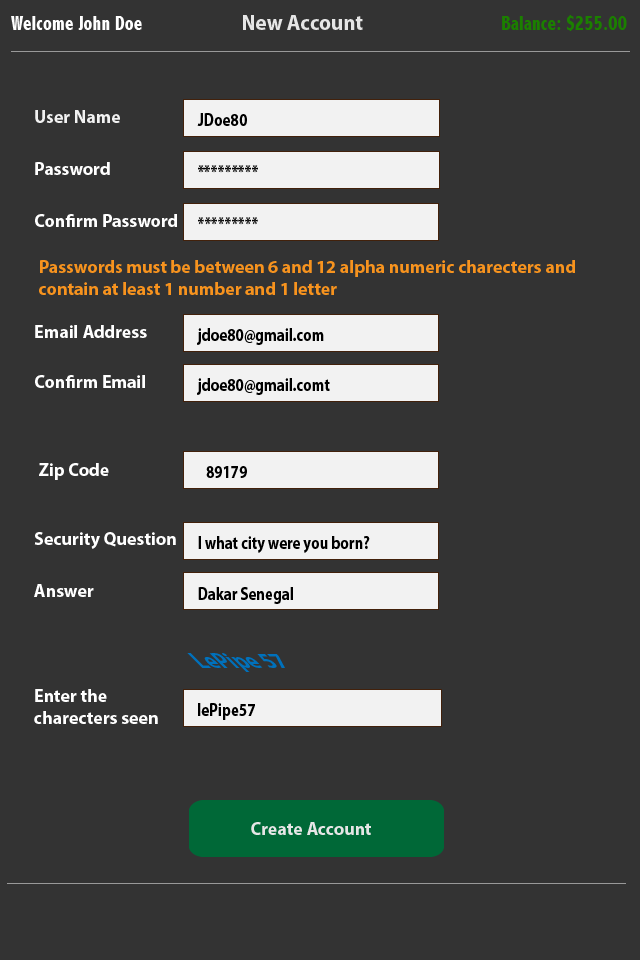 Welcome John Doe New Account Balance: $255.00
User Name JDoe80
Password *********
Confirm Password *********
Passwords must be between 6 and 12 alpha numeric charecters and
contain at least 1 number and 1 letter
Email Address jdoe80@gmail.com
Confirm Email jdoe80@gmail.comt
Zip Code 89179
Security Question I what city were you born?
Answer Dakar Senegal
LePipe57
Enter the
charecters seen lePipe57
Create Account